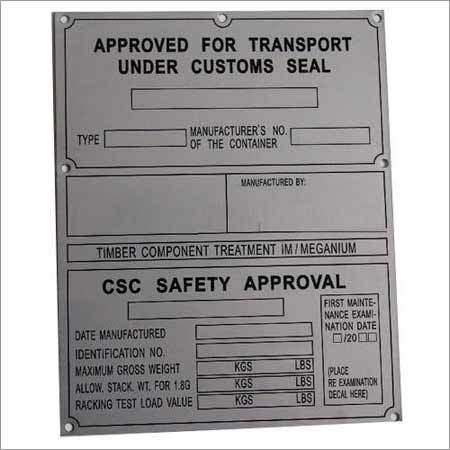 APPROVED FOR TRANSPORT
UNDER CUSTOMS SEAL
TYPE
MANUFACTURER'S NO.
OF THE CONTAINER
MANUFACTURED BY:
TIMBER COMPONENT TREATMENT IM / MEGANIUM
CSC SAFETY APPROVAL
DATE MANUFACTURED
IDENTIFICATION NO.
MAXIMUM GROSS WEIGHT KGS LBS
ALLOW. STACK. WT. FOR 1.8G KGS LBS
RACKING TEST LOAD VALUE KGS LBS
FIRST MAINTE-
NANCE EXAMI-
NATION DATE
/20
(PLACE
RE EXAMINATION
DECAL HERE)